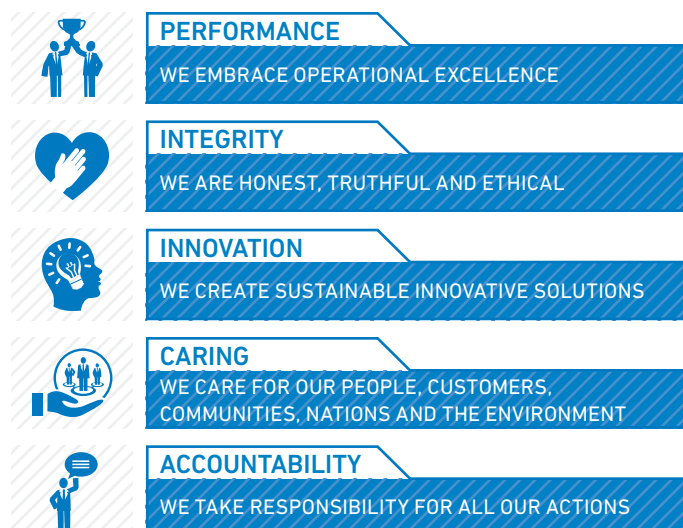 PERFORMANCE
WE EMBRACE OPERATIONAL EXCELLENCE
INTEGRITY
WE ARE HONEST, TRUTHFUL AND ETHICAL
INNOVATION
WE CREATE SUSTAINABLE INNOVATIVE SOLUTIONS
CARING
WE CARE FOR OUR PEOPLE, CUSTOMERS,
COMMUNITIES, NATIONS AND THE ENVIRONMENT
ACCOUNTABILITY
WE TAKE RESPONSIBILITY FOR ALL OUR ACTIONS